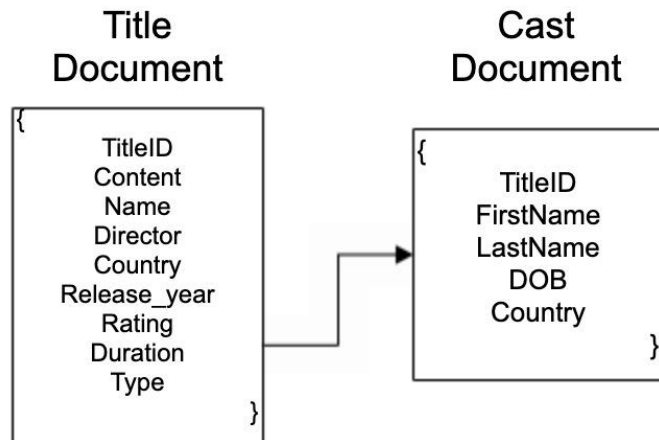 Title
Document
{
TitleID
Content
Name
Director
Country
Release_year
Rating
Duration
Type
}
Cast
Document
{
TitleID
FirstName
LastName
DOB
Country
}